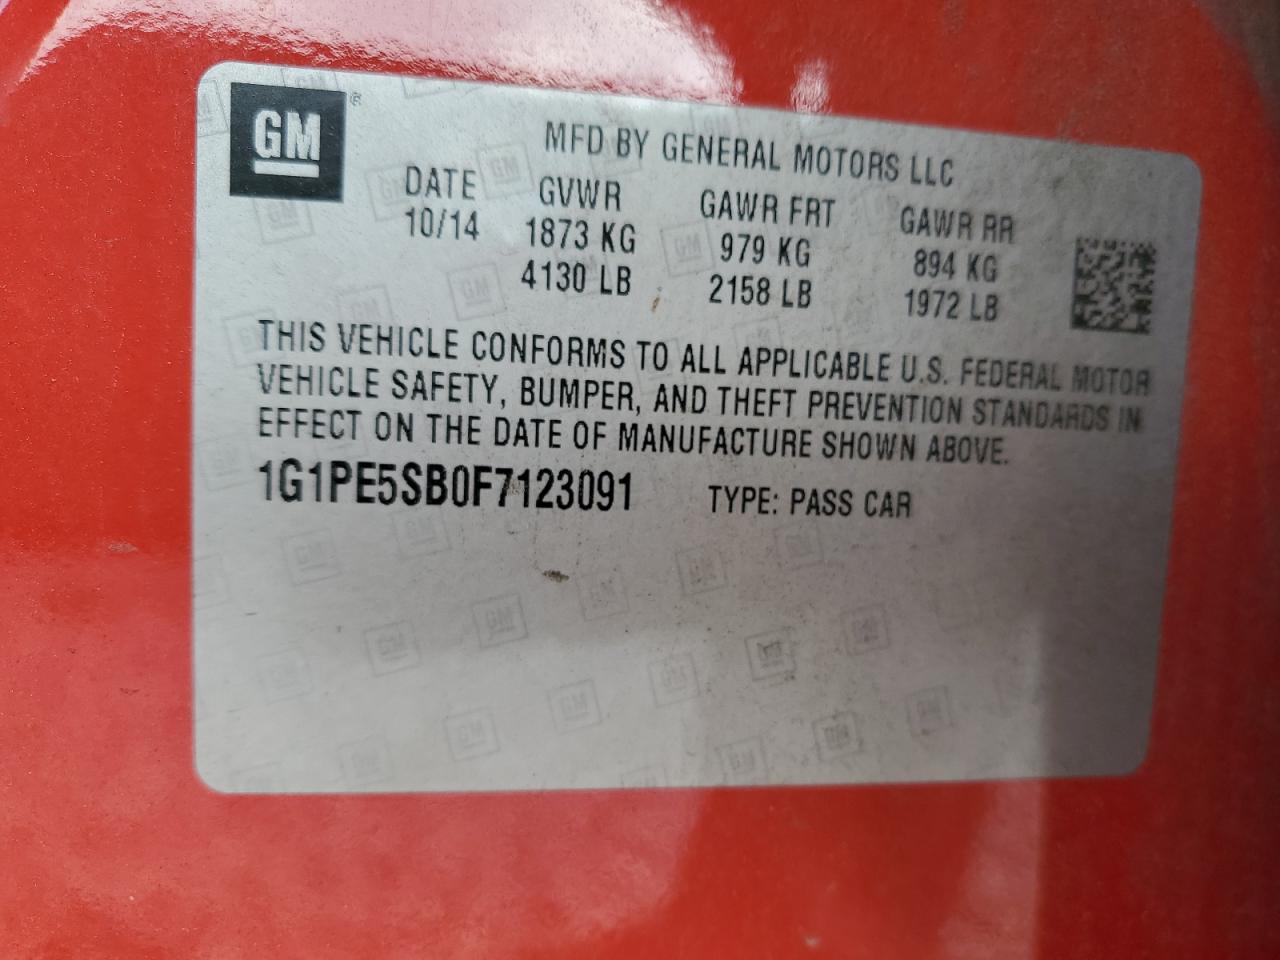 GM
MFD BY GENERAL MOTORS LLC
DATE GVWR GAWR FRT GAWR RR
10/14 1873 KG 979 KG 894 KG
4130 LB 2158 LB 1972 LB
THIS VEHICLE CONFORMS TO ALL APPLICABLE U.S. FEDERAL MOTOR
VEHICLE SAFETY, BUMPER, AND THEFT PREVENTION STANDARDS IN
EFFECT ON THE DATE OF MANUFACTURE SHOWN ABOVE.
1G1PE5SB0F7123091 TYPE: PASS CAR